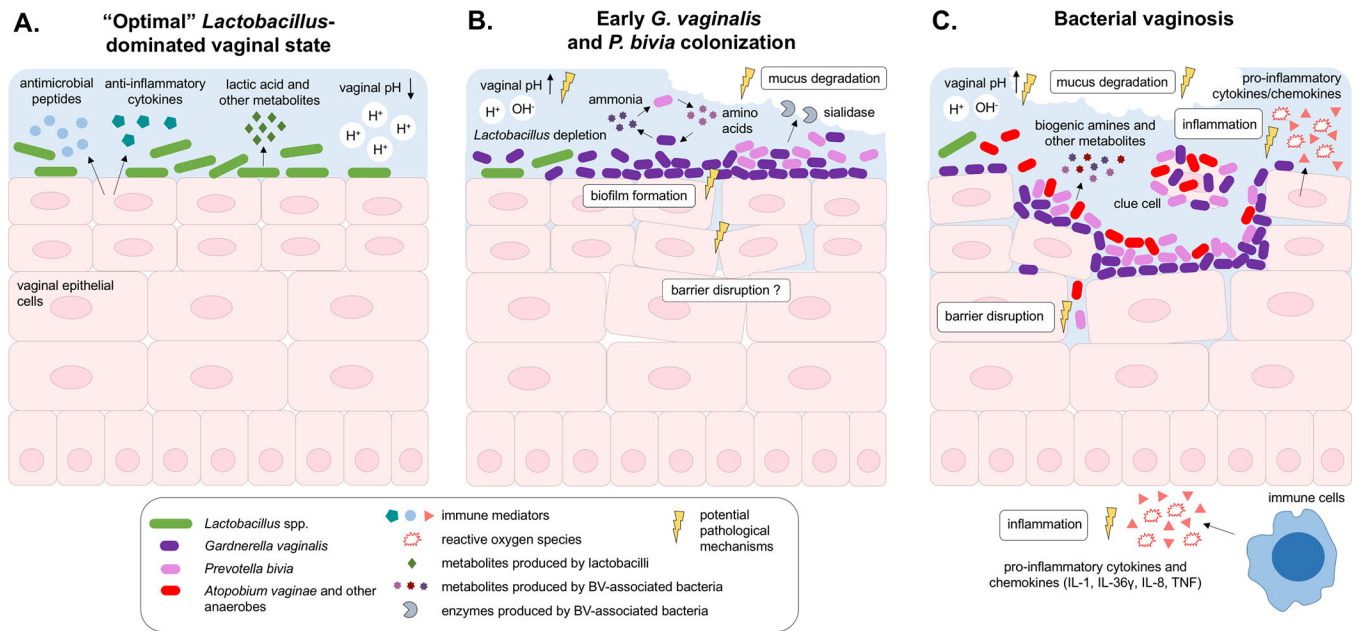 A.
“Optimal” Lactobacillus-
dominated vaginal state
antimicrobial
peptides
anti-inflammatory
cytokines
lactic acid and
other metabolites
vaginal pH
H+
H+
H+
H+
H+
vaginal epithelial
cells
B.
Early G. vaginalis
and P. bivia colonization
vaginal pH
H+
OH-
Lactobacillus depletion
ammonia
amino
acids
mucus degradation
sialidase
biofilm formation
barrier disruption ?
C.
Bacterial vaginosis
vaginal pH
H+
OH-
mucus degradation
pro-inflammatory
cytokines/chemokines
inflammation
biogenic amines and
other metabolites
clue cell
barrier disruption
inflammation
immune cells
pro-inflammatory cytokines and
chemokines (IL-1, IL-36γ, IL-8, TNF)
Lactobacillus spp.
Gardnerella vaginalis
Prevotella bivia
Atopobium vaginae and other
anaerobes
immune mediators
reactive oxygen species
metabolites produced by lactobacilli
metabolites produced by BV-associated bacteria
enzymes produced by BV-associated bacteria
potential
pathological
mechanisms